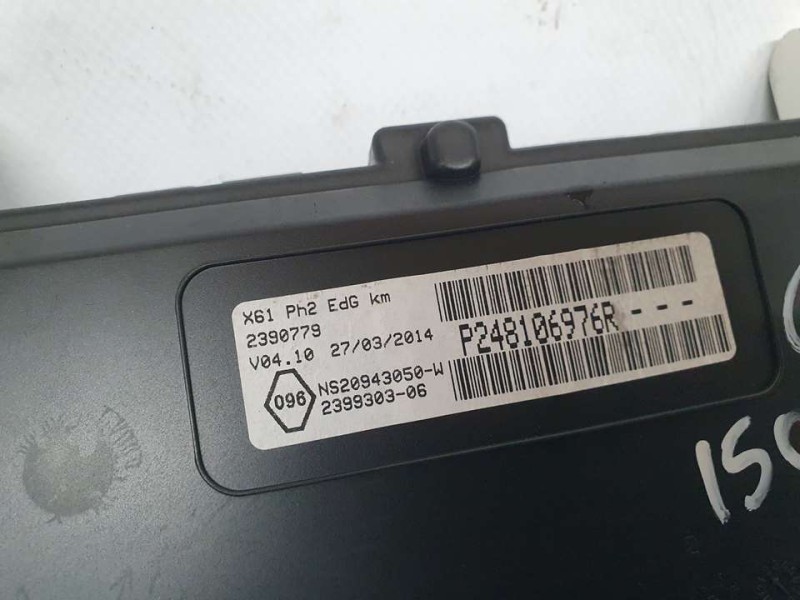 X61 Ph2 EdG km
2390779
V04.10 27/03/2014
096
NS20943050-W
2399303-06
P248106976R---